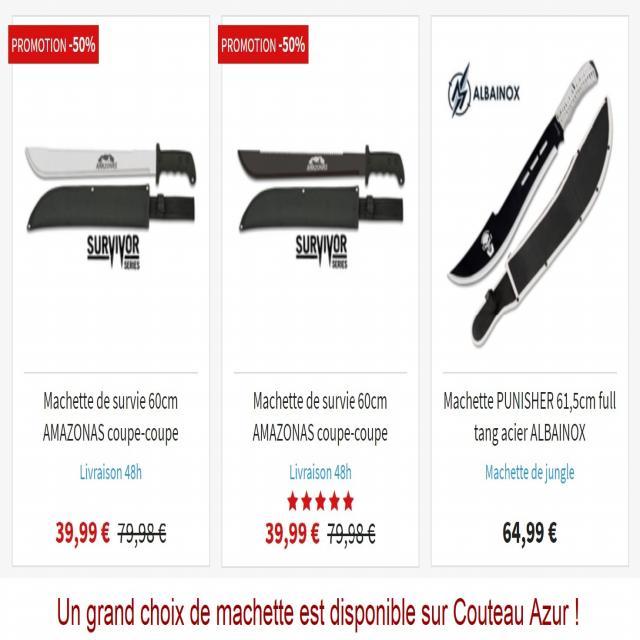 PROMOTION -50%
AMAZONAS
SURVIVOR
SERIES
Machette de survie 60cm
AMAZONAS coupe-coupe
Livraison 48h
39,99 € 79,98 €
PROMOTION -50%
AMAZONAS
SURVIVOR
SERIES
Machette de survie 60cm
AMAZONAS coupe-coupe
Livraison 48h
39,99 € 79,98 €
ALBAINOX
Machette PUNISHER 61,5cm full
tang acier ALBAINOX
Machette de jungle
64,99 €
Un grand choix de machette est disponible sur Couteau Azur !